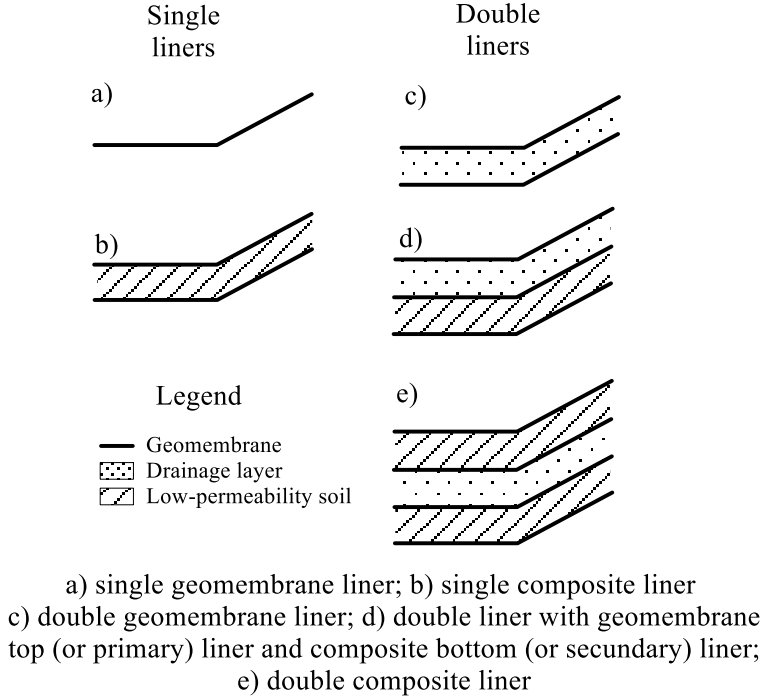 Single
liners
Double
liners
a)
b)
c)
d)
e)
Legend
Geomembrane
Drainage layer
Low-permeability soil
a) single geomembrane liner; b) single composite liner
c) double geomembrane liner; d) double liner with geomembrane
top (or primary) liner and composite bottom (or secundary) liner;
e) double composite liner